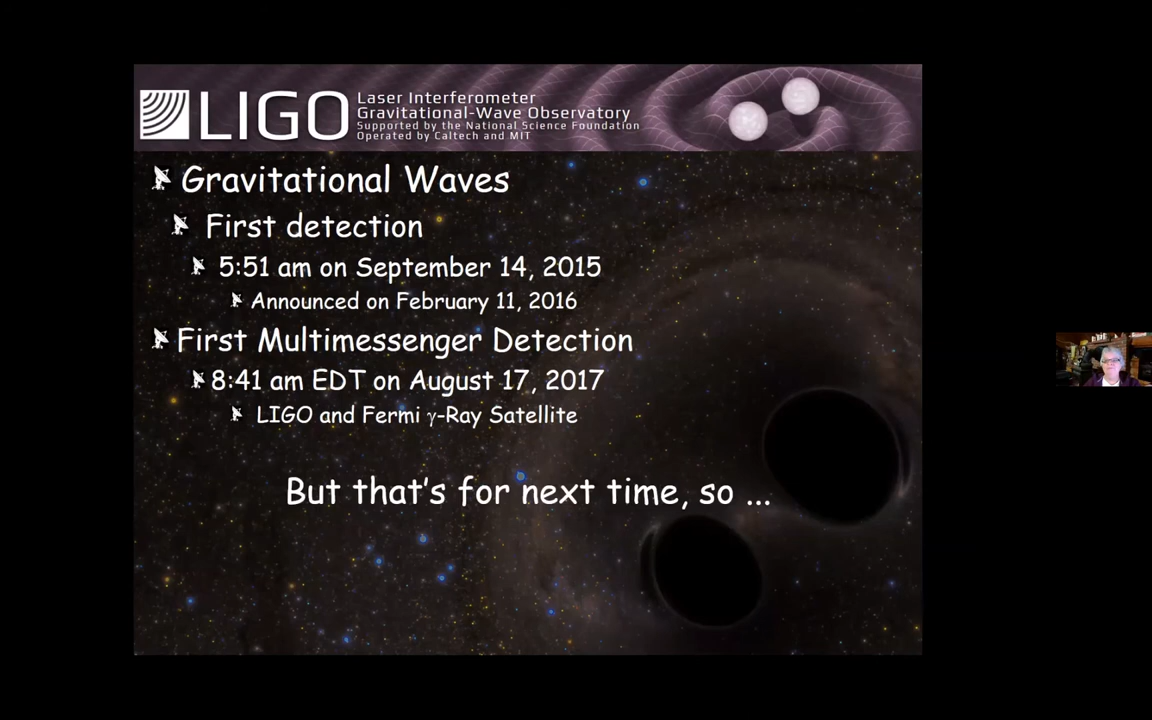 LIGO
Laser Interferometer
Gravitational-Wave Observatory
Supported by the National Science Foundation
Operated by Caltech and MIT
Gravitational Waves
First detection
5:51 am on September 14, 2015
Announced on February 11, 2016
First Multimessenger Detection
8:41 am EDT on August 17, 2017
LIGO and Fermi γ-Ray Satellite
But that's for next time, so ...